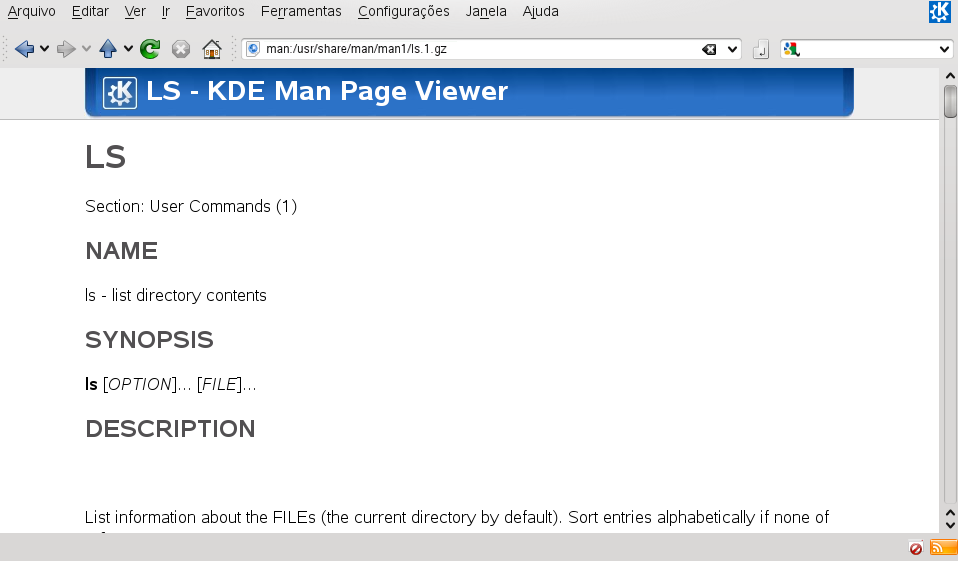 Arquivo Editar Ver Ir Favoritos Ferramentas Configurações Janela Ajuda
man:/usr/share/man/man1/ls.1.gz
LS - KDE Man Page Viewer
LS
Section: User Commands (1)
NAME
ls - list directory contents
SYNOPSIS
ls [OPTION]... [FILE]...
DESCRIPTION
List information about the FILEs (the current directory by default). Sort entries alphabetically if none of